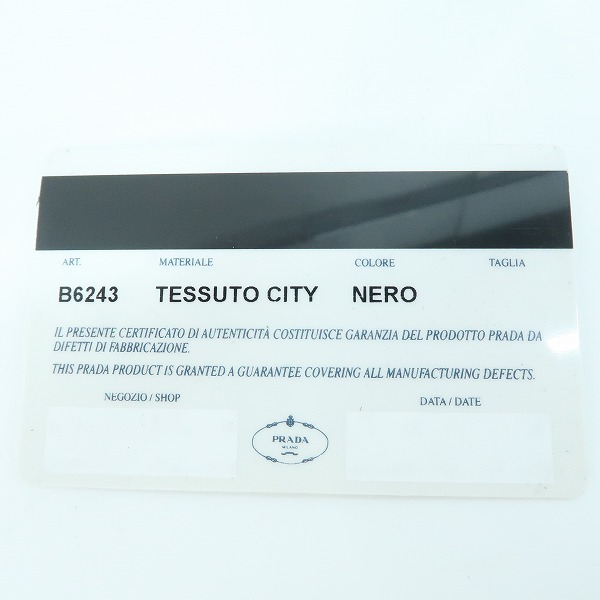 ART. MATERIALE COLORE TAGLIA
B6243 TESSUTO CITY NERO
IL PRESENTE CERTIFICATO DI AUTENTICITÀ COSTITUISCE GARANZIA DEL PRODOTTO PRADA DA
DIFETTI DI FABBRICAZIONE.
THIS PRADA PRODUCT IS GRANTED A GUARANTEE COVERING ALL MANUFACTURING DEFECTS.
NEGOZIO / SHOP DATA / DATE
PRADA
MILANO